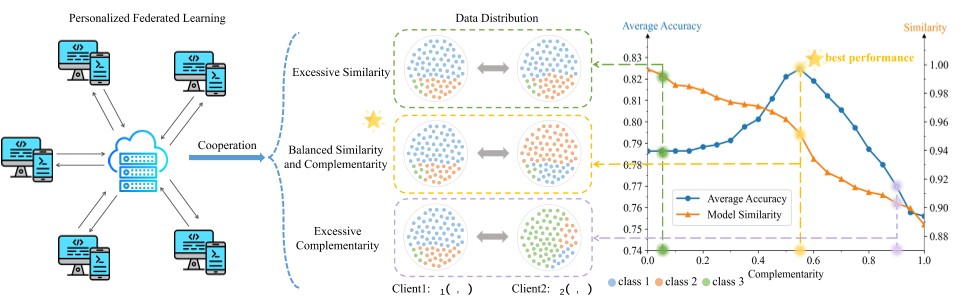 Personalized Federated Learning
Cooperation
Data Distribution
Excessive Similarity
Balanced Similarity
and Complementarity
Excessive
Complementarity
Client1: 1( , )
Client2: 2( , )
class 1
class 2
class 3
Average Accuracy
Similarity
best performance
0.83
0.82
0.81
0.80
0.79
0.78
0.77
0.76
0.75
0.74
1.00
0.98
0.96
0.94
0.92
0.90
0.88
Average Accuracy
Model Similarity
0.0
0.2
0.4
0.6
0.8
1.0
Complementarity